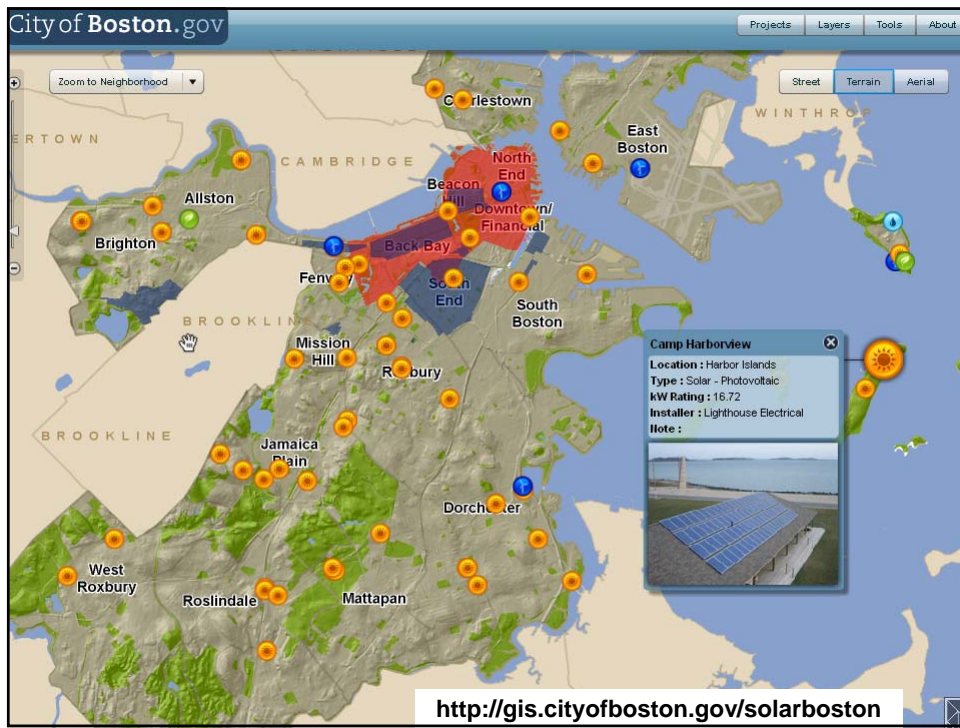 City of Boston.gov
Projects Layers Tools About
Zoom to Neighborhood
Street Terrain Aerial
Charlestown
WINTHROP
ERTOWN
East
Boston
CAMBRIDGE
North
End
Beacon
Hill
Allston
Downtown/
Financial
Brighton
Back Bay
Fenway
South
End
South
Boston
BROOKLINE
Mission
Hill
Roxbury
Camp Harborview
Location : Harbor Islands
Type : Solar - Photovoltaic
kW Rating : 16.72
Installer : Lighthouse Electrical
Note :
BROOKLINE
Jamaica
Plain
Dorchester
West
Roxbury
Roslindale
Mattapan
http://gis.cityofboston.gov/solarboston